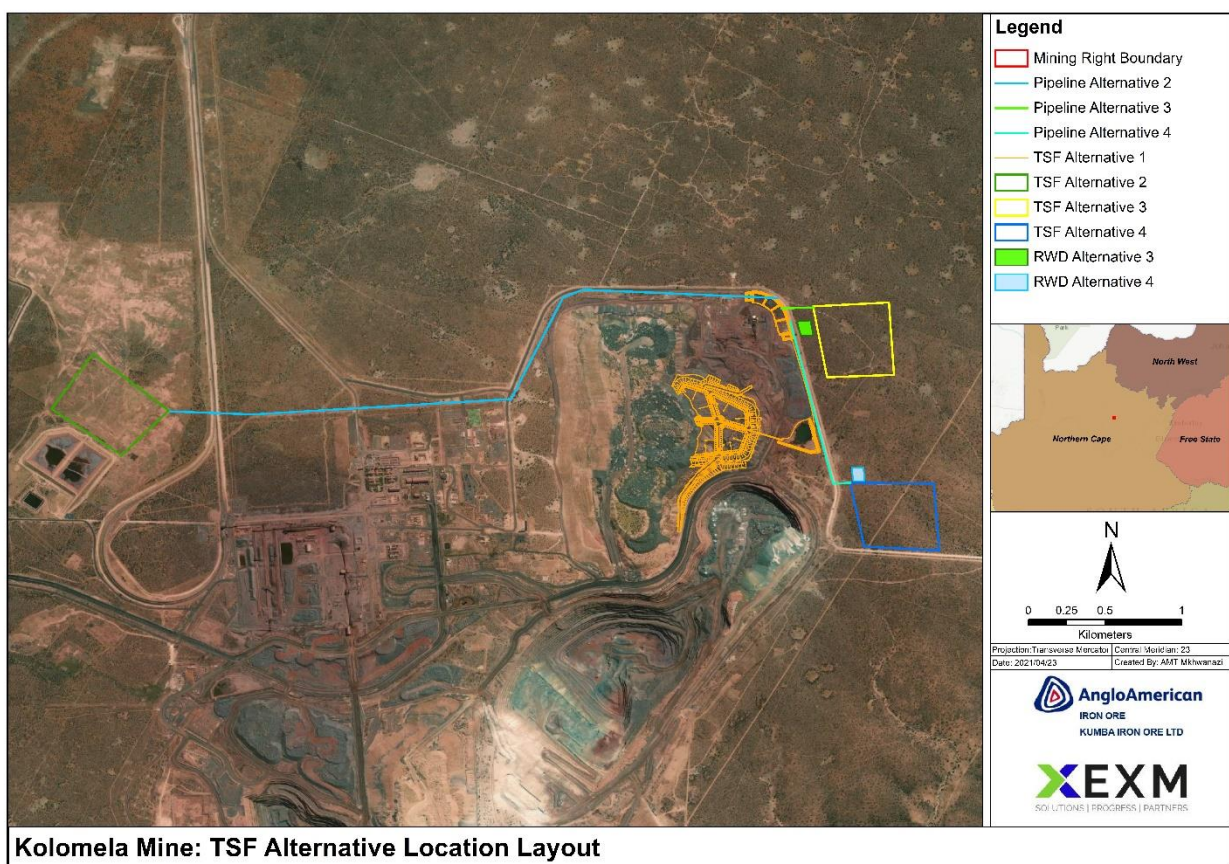 Legend
Mining Right Boundary
Pipeline Alternative 2
Pipeline Alternative 3
Pipeline Alternative 4
TSF Alternative 1
TSF Alternative 2
TSF Alternative 3
TSF Alternative 4
RWD Alternative 3
RWD Alternative 4
North West
Northern Cape
Free State
N
0 0.25 0.5 1
Kilometers
Projection:Transverse Mercator Central Meridian: 23
Date: 2021/04/23 Created By: AMT Mkhwanazi
AngloAmerican
IRON ORE
KUMBA IRON ORE LTD
EXM
SOLUTIONS | PROGRESS | PARTNERS
Kolomela Mine: TSF Alternative Location Layout